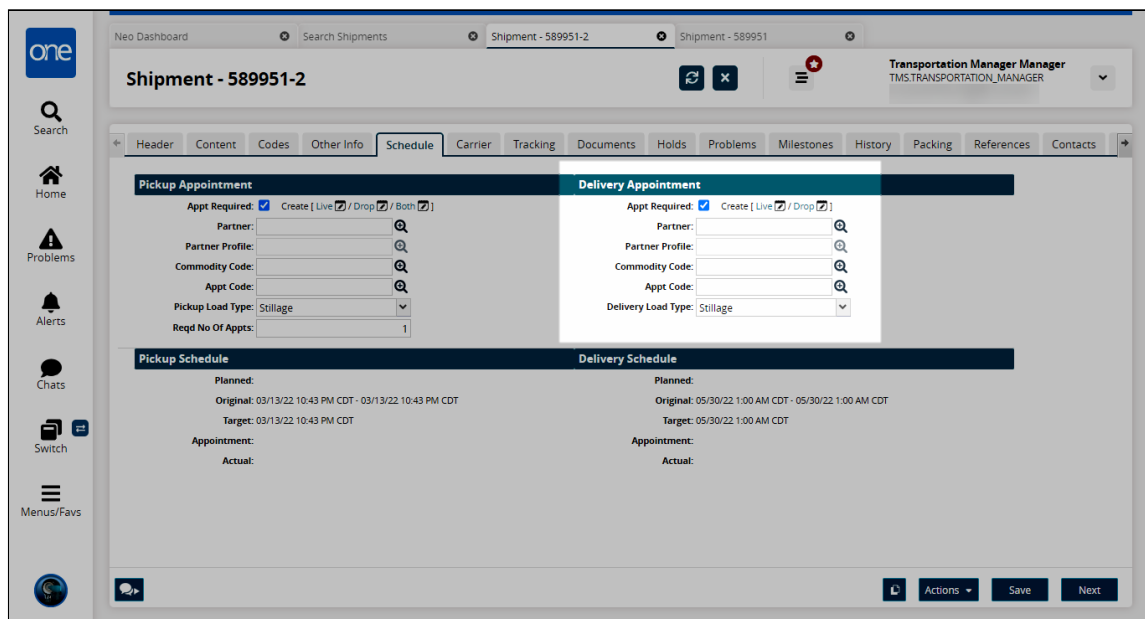 one
Neo Dashboard
Search Shipments
Shipment - 589951-2
Shipment - 589951
Shipment - 589951-2
Transportation Manager Manager
TMS.TRANSPORTATION_MANAGER
Search
Home
Problems
Alerts
Chats
Switch
Menus/Favs
Header Content Codes Other Info Schedule Carrier Tracking Documents Holds Problems Milestones History Packing References Contacts
Pickup Appointment
Appt Required: Create [ Live / Drop / Both ]
Partner:
Partner Profile:
Commodity Code:
Appt Code:
Pickup Load Type: Stillage
Reqd No Of Appts: 1
Delivery Appointment
Appt Required: Create [ Live / Drop ]
Partner:
Partner Profile:
Commodity Code:
Appt Code:
Delivery Load Type: Stillage
Pickup Schedule
Planned:
Original: 03/13/22 10:43 PM CDT - 03/13/22 10:43 PM CDT
Target: 03/13/22 10:43 PM CDT
Appointment:
Actual:
Delivery Schedule
Planned:
Original: 05/30/22 1:00 AM CDT - 05/30/22 1:00 AM CDT
Target: 05/30/22 1:00 AM CDT
Appointment:
Actual:
Actions
Save
Next